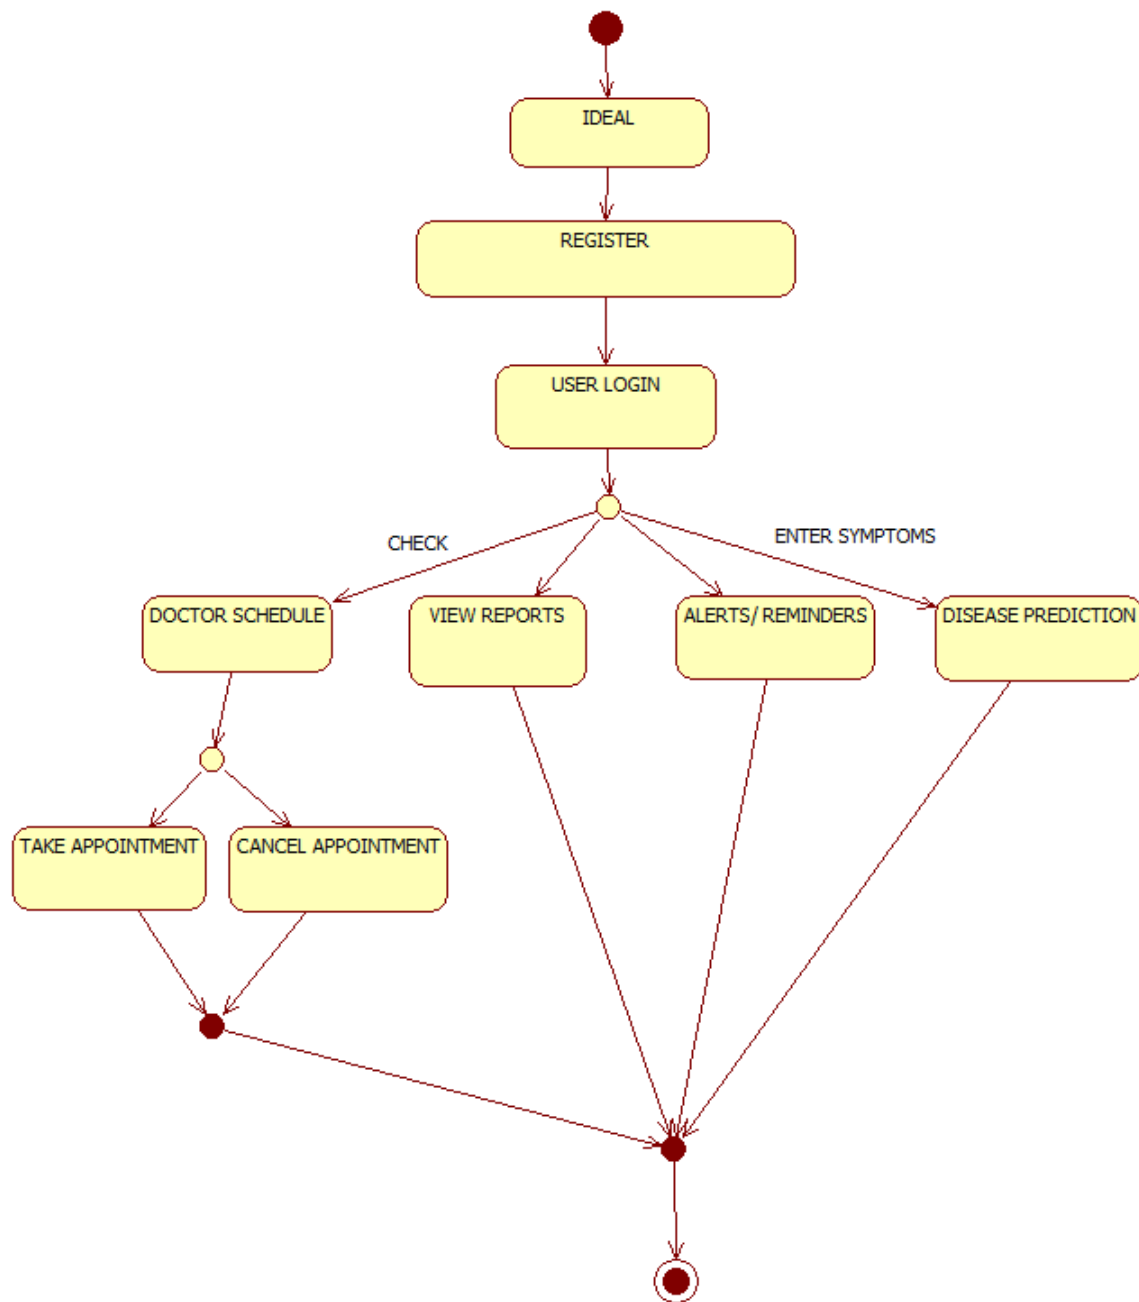 IDEAL
REGISTER
USER LOGIN
CHECK
ENTER SYMPTOMS
DOCTOR SCHEDULE
VIEW REPORTS
ALERTS/ REMINDERS
DISEASE PREDICTION
TAKE APPOINTMENT
CANCEL APPOINTMENT